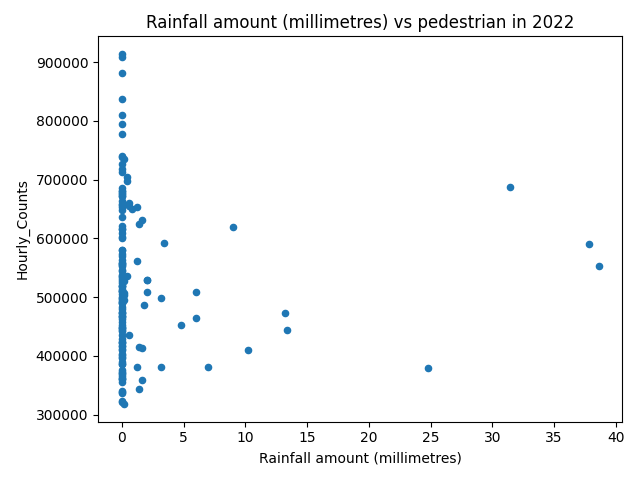 Rainfall amount (millimetres) vs pedestrian in 2022
Hourly_Counts
900000
800000
700000
600000
500000
400000
300000
0 5 10 15 20 25 30 35 40
Rainfall amount (millimetres)